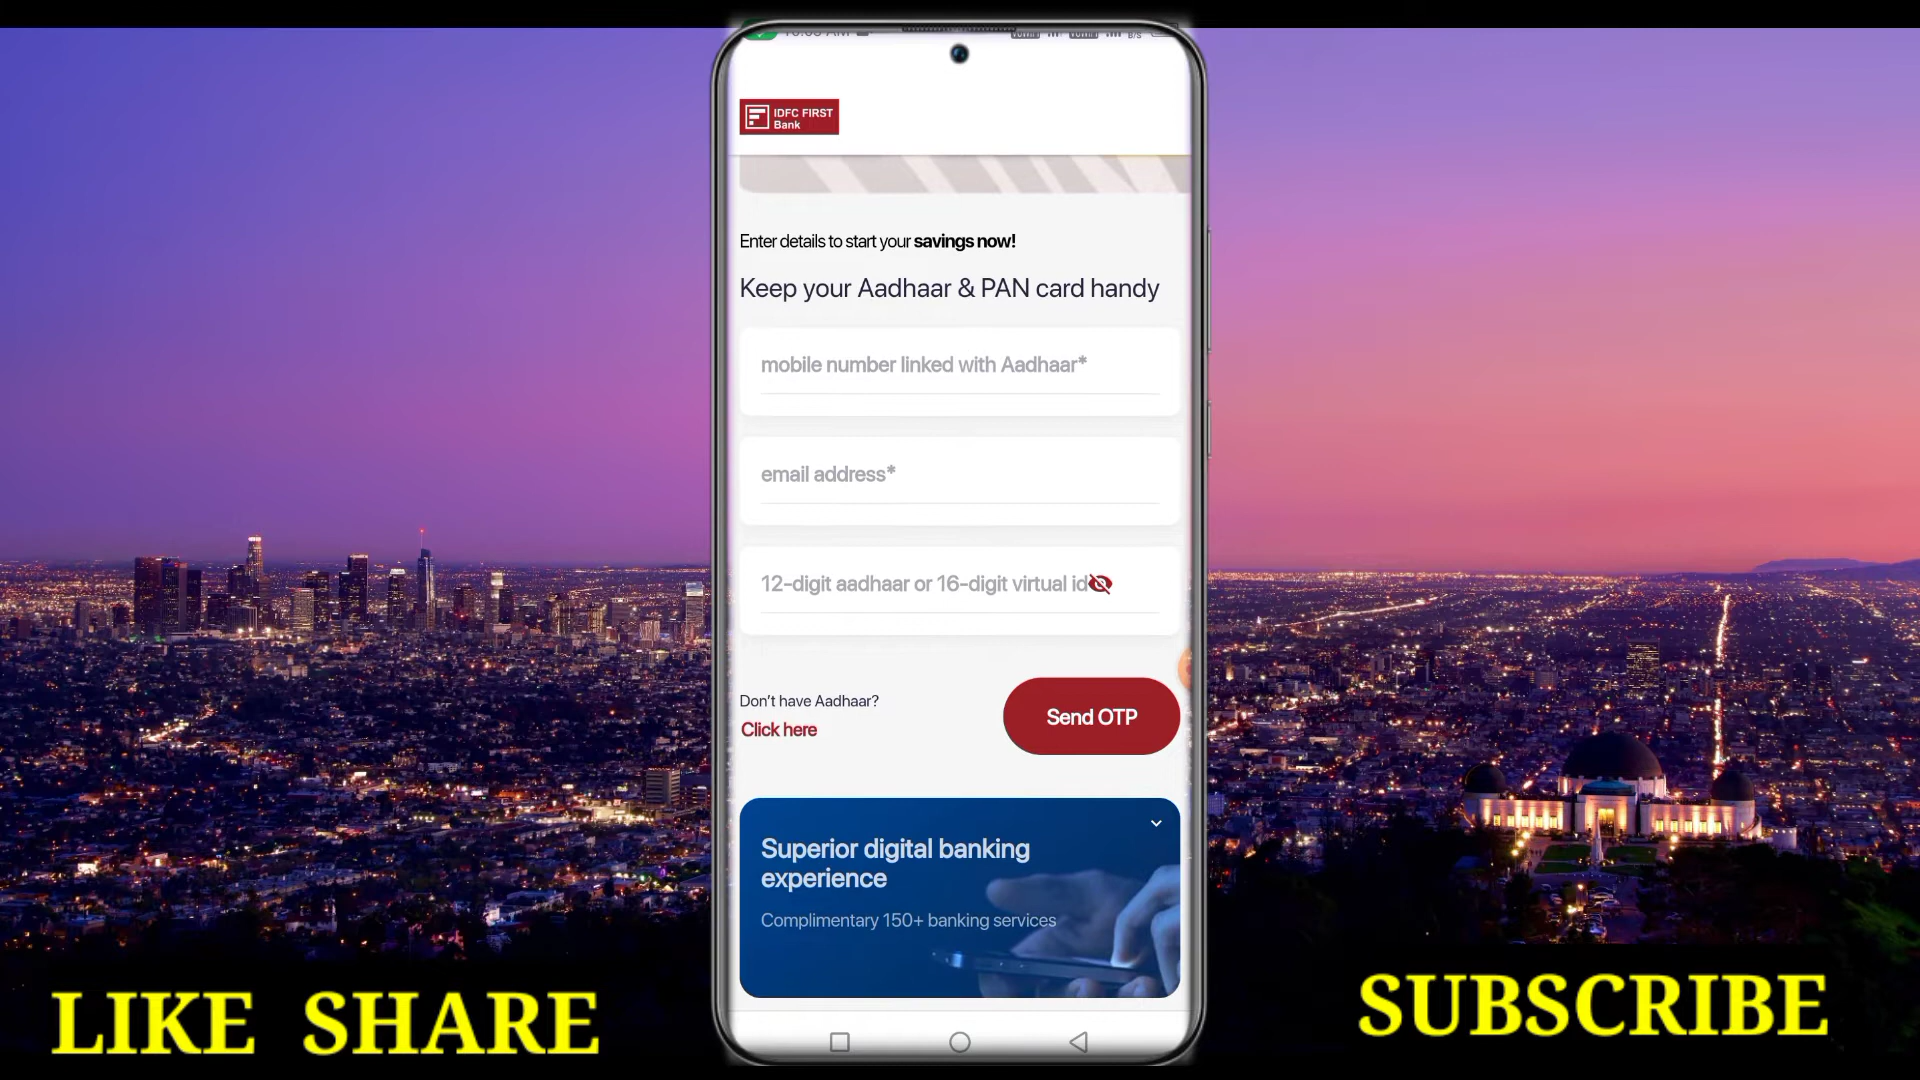 IDFC FIRST
Bank
Enter details to start your savings now!
Keep your Aadhaar & PAN card handy
mobile number linked with Aadhaar*
email address*
12-digit aadhaar or 16-digit virtual id
Don't have Aadhaar?
Click here
Send OTP
Superior digital banking
experience
Complimentary 150+ banking services
LIKE SHARE
SUBSCRIBE